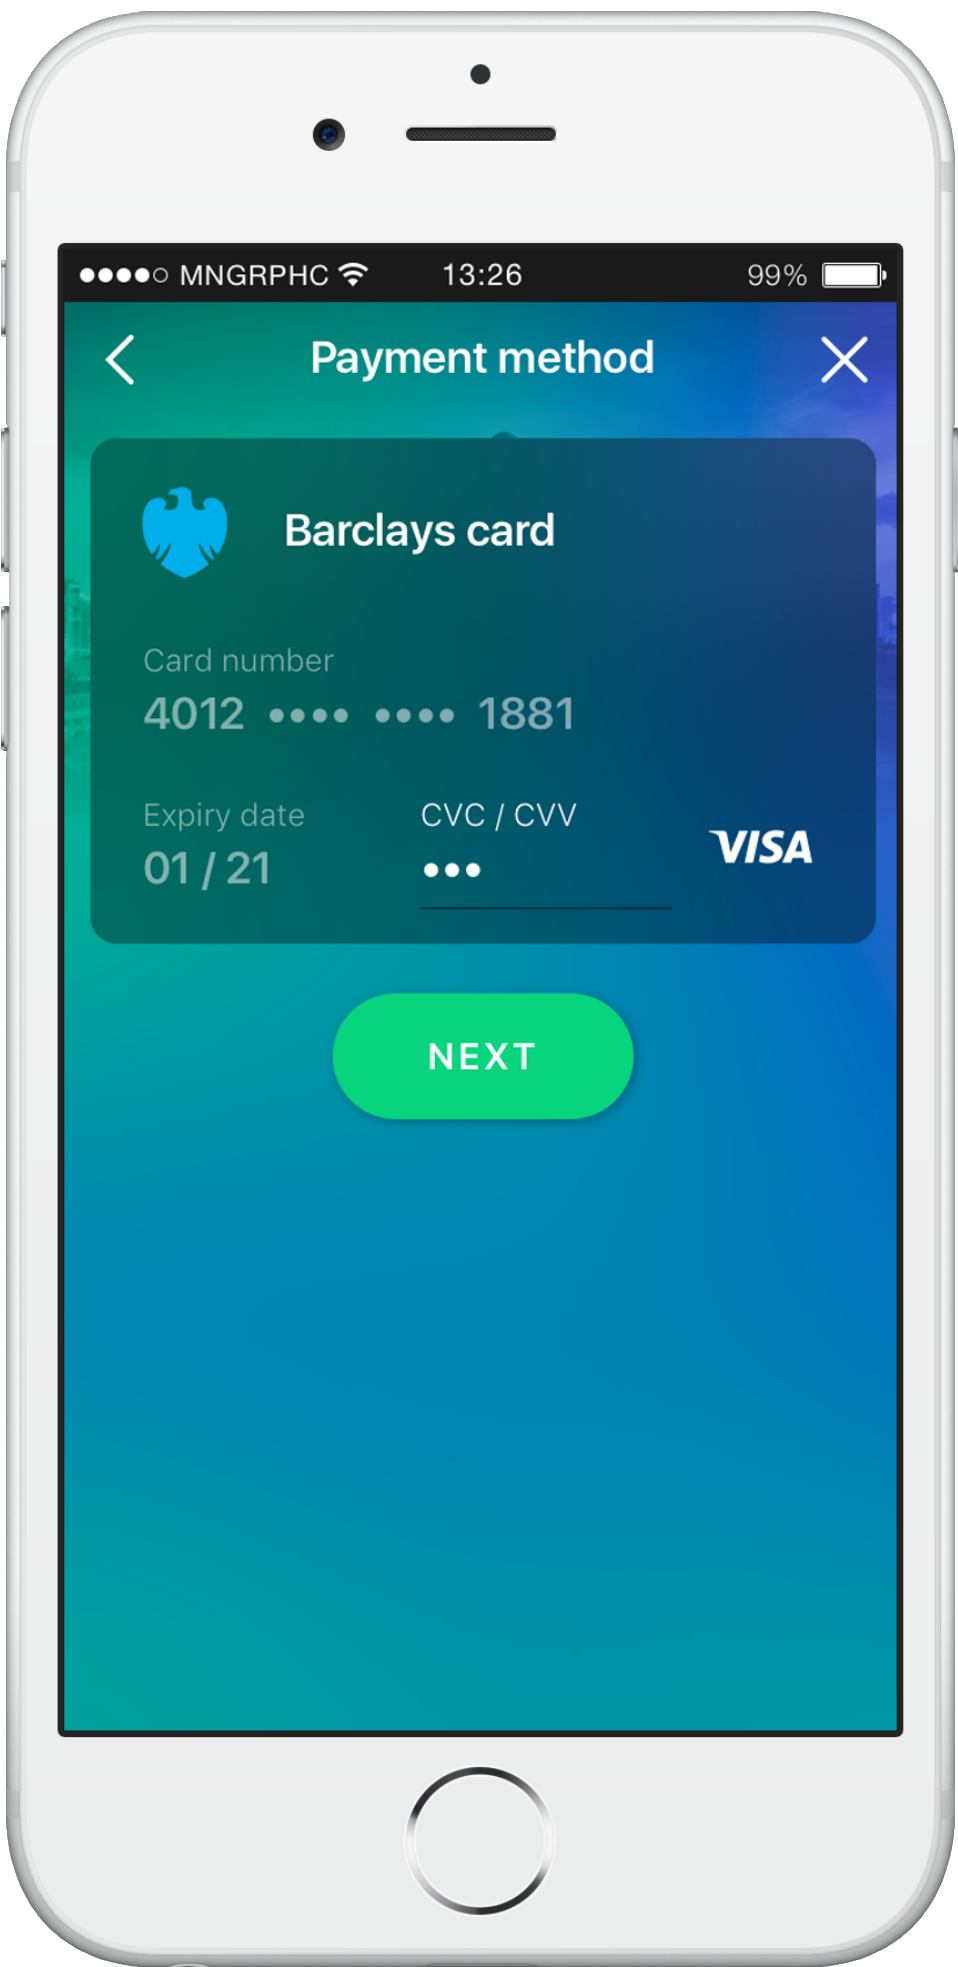 MNGRPHC 13:26 99%
Payment method
Barclays card
Card number
4012 •••• •••• 1881
Expiry date CVC / CVV
01 / 21 •••
VISA
NEXT